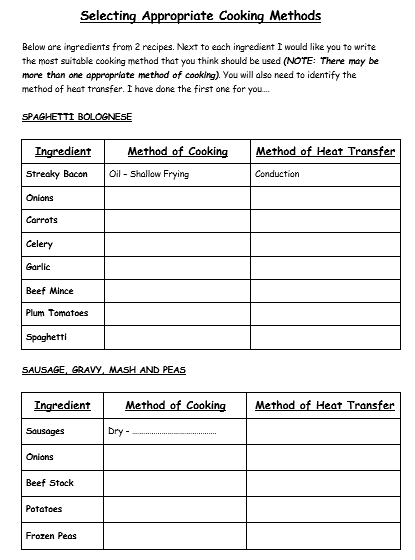 Selecting Appropriate Cooking Methods
Below are ingredients from 2 recipes. Next to each ingredient I would like you to write
the most suitable cooking method that you think should be used (NOTE: There may be
more than one appropriate method of cooking). You will also need to identify the
method of heat transfer. I have done the first one for you....
SPAGHETTI BOLOGNESE
Ingredient Method of Cooking Method of Heat Transfer
Streaky Bacon Oil – Shallow Frying Conduction
Onions
Carrots
Celery
Garlic
Beef Mince
Plum Tomatoes
Spaghetti
SAUSAGE, GRAVY, MASH AND PEAS
Ingredient Method of Cooking Method of Heat Transfer
Sausages Dry – ........................................
Onions
Beef Stock
Potatoes
Frozen Peas